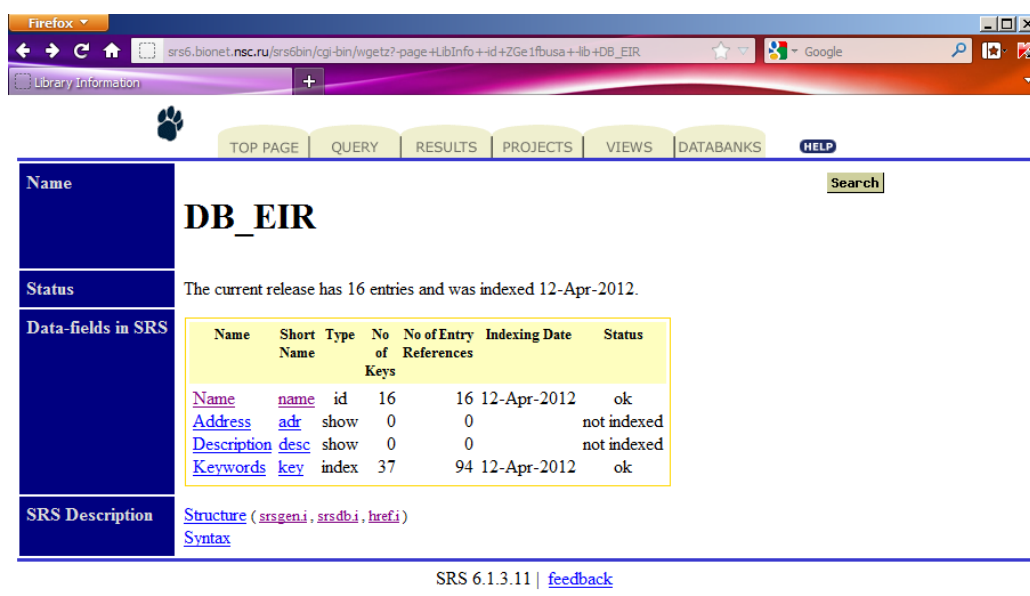 Firefox
srs6.bionet.nsc.ru/srs6bin/cgi-bin/wgetz?-page+LibInfo+-id+ZGe1fbusa+-lib+DB_EIR
Google
Library Information
+
TOP PAGE | QUERY | RESULTS | PROJECTS | VIEWS | DATABANKS
HELP
Name
Search
DB_EIR
Status
The current release has 16 entries and was indexed 12-Apr-2012.
Data-fields in SRS
Name Short Name Type No of Keys No of Entry References Indexing Date Status
Name name id 16 16 12-Apr-2012 ok
Address adr show 0 0 not indexed
Description desc show 0 0 not indexed
Keywords key index 37 94 12-Apr-2012 ok
SRS Description
Structure (srsgen.i, srsdb.i, href.i)
Syntax
SRS 6.1.3.11 | feedback